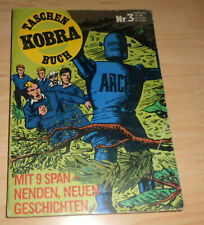 TASCHEN
KOBRA
BUCH
Nr.3
ARC
MIT 9 SPAN-
NENDEN, NEUEN
GESCHICHTEN